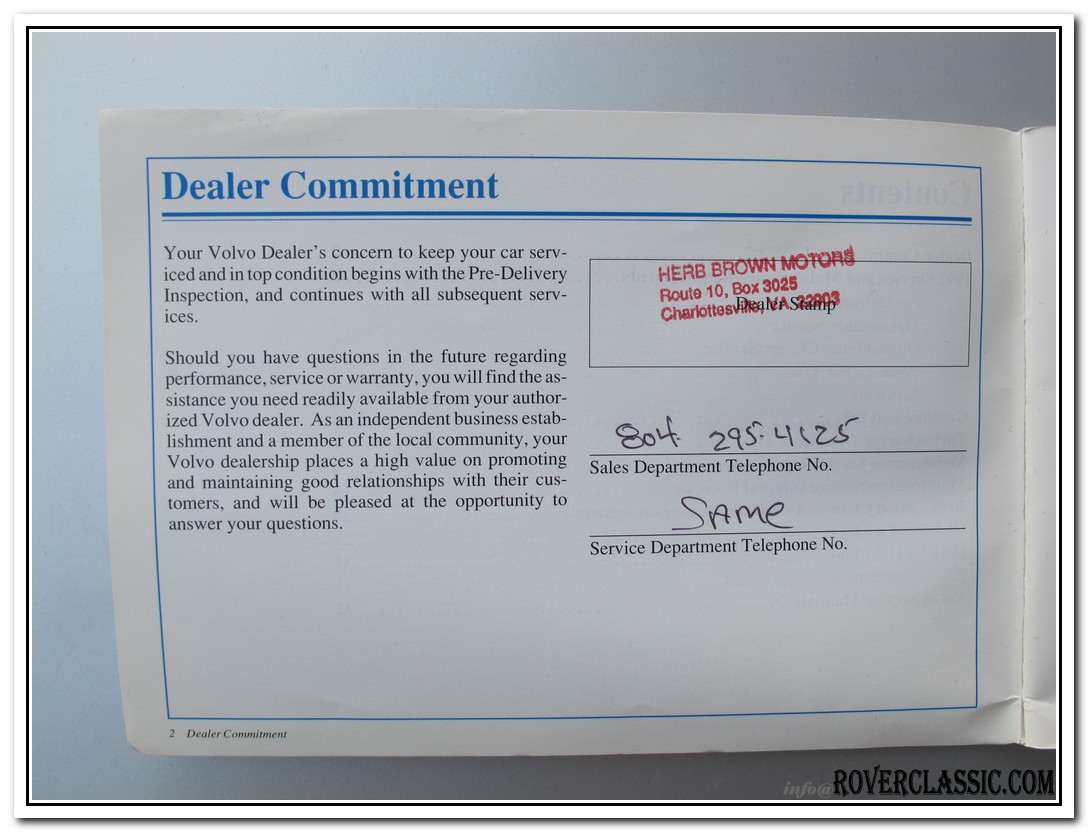 Dealer Commitment
Your Volvo Dealer's concern to keep your car serv-
iced and in top condition begins with the Pre-Delivery
Inspection, and continues with all subsequent serv-
ices.
Should you have questions in the future regarding
performance, service or warranty, you will find the as-
sistance you need readily available from your author-
ized Volvo dealer. As an independent business estab-
lishment and a member of the local community, your
Volvo dealership places a high value on promoting
and maintaining good relationships with their cus-
tomers, and will be pleased at the opportunity to
answer your questions.
HERB BROWN MOTORS
Route 10, Box 3025
Charlottesville, VA 22903
Dealer Stamp
804. 295.4125
Sales Department Telephone No.
SAME
Service Department Telephone No.
2 Dealer Commitment
Contents
info@ROVERCLASSIC.COM